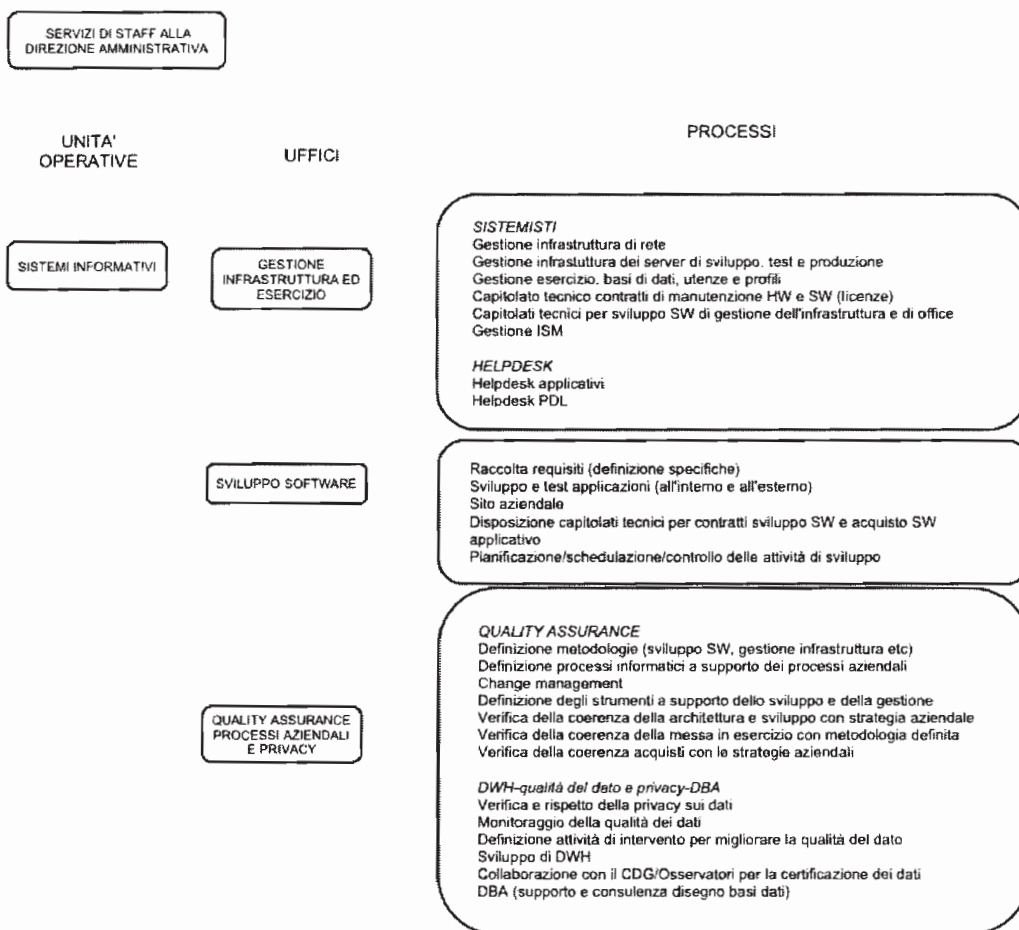 SERVIZI DI STAFF ALLA
DIREZIONE AMMINISTRATIVA
UNITA'
OPERATIVE
UFFICI
PROCESSI
SISTEMI INFORMATIVI
GESTIONE
INFRASTRUTTURA ED
ESERCIZIO
SISTEMISTI
Gestione infrastruttura di rete
Gestione infrastuttura dei server di sviluppo. test e produzione
Gestione esercizio. basi di dati, utenze e profili
Capitolato tecnico contratti di manutenzione HW e SW (licenze)
Capitolati tecnici per sviluppo SW di gestione dell'infrastruttura e di office
Gestione ISM
HELPDESK
Helpdesk applicativi
Helpdesk PDL
SVILUPPO SOFTWARE
Raccolta requisiti (definizione specifiche)
Sviluppo e test applicazioni (all'interno e all'esterno)
Sito aziendale
Disposizione capitolati tecnici per contratti sviluppo SW e acquisto SW
applicativo
Planificazione/schedulazione/controllo delle attività di sviluppo
QUALITY ASSURANCE
PROCESSI AZIENDALI
E PRIVACY
QUALITY ASSURANCE
Definizione metodologie (sviluppo SW, gestione infrastruttura etc)
Definizione processi informatici a supporto dei processi aziendali
Change management
Definizione degli strumenti a supporto dello sviluppo e della gestione
Verifica della coerenza della architettura e sviluppo con strategia aziendale
Verifica della coerenza della messa in esercizio con metodologia definita
Verifica della coerenza acquisti con le strategie aziendali
DWH-qualità del dato e privacy-DBA
Verifica e rispetto della privacy sui dati
Monitoraggio della qualità dei dati
Definizione attività di intervento per migliorare la qualità del dato
Sviluppo di DWH
Collaborazione con il CDG/Osservatori per la certificazione dei dati
DBA (supporto e consulenza disegno basi dati)